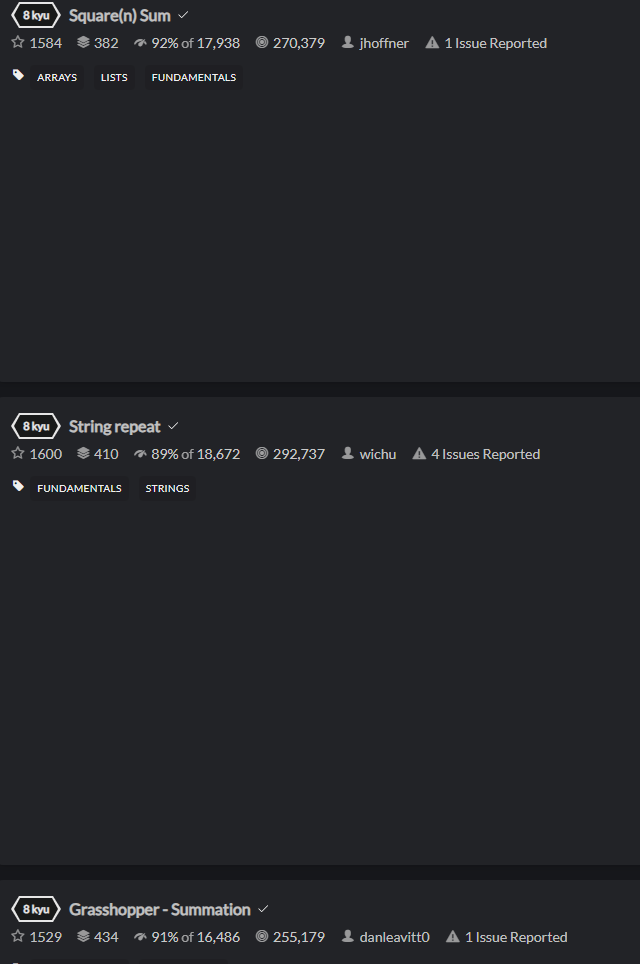 8 kyu Square(n) Sum
1584 382 92% of 17,938 270,379 jhoffner 1 Issue Reported
ARRAYS LISTS FUNDAMENTALS
8 kyu String repeat
1600 410 89% of 18,672 292,737 wichu 4 Issues Reported
FUNDAMENTALS STRINGS
8 kyu Grasshopper - Summation
1529 434 91% of 16,486 255,179 danleavitt0 1 Issue Reported